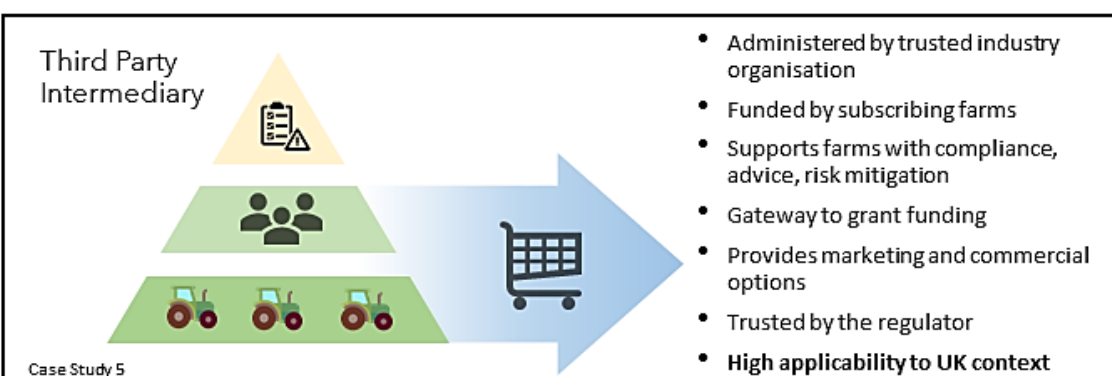 Third Party
Intermediary
• Administered by trusted industry
organisation
• Funded by subscribing farms
• Supports farms with compliance,
advice, risk mitigation
• Gateway to grant funding
• Provides marketing and commercial
options
• Trusted by the regulator
• High applicability to UK context
Case Study 5